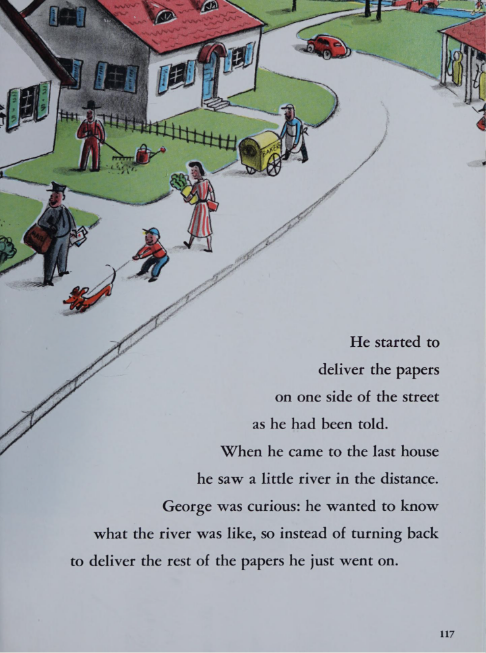 BAKER
He started to
deliver the papers
on one side of the street
as he had been told.
When he came to the last house
he saw a little river in the distance.
George was curious: he wanted to know
what the river was like, so instead of turning back
to deliver the rest of the papers he just went on.
117